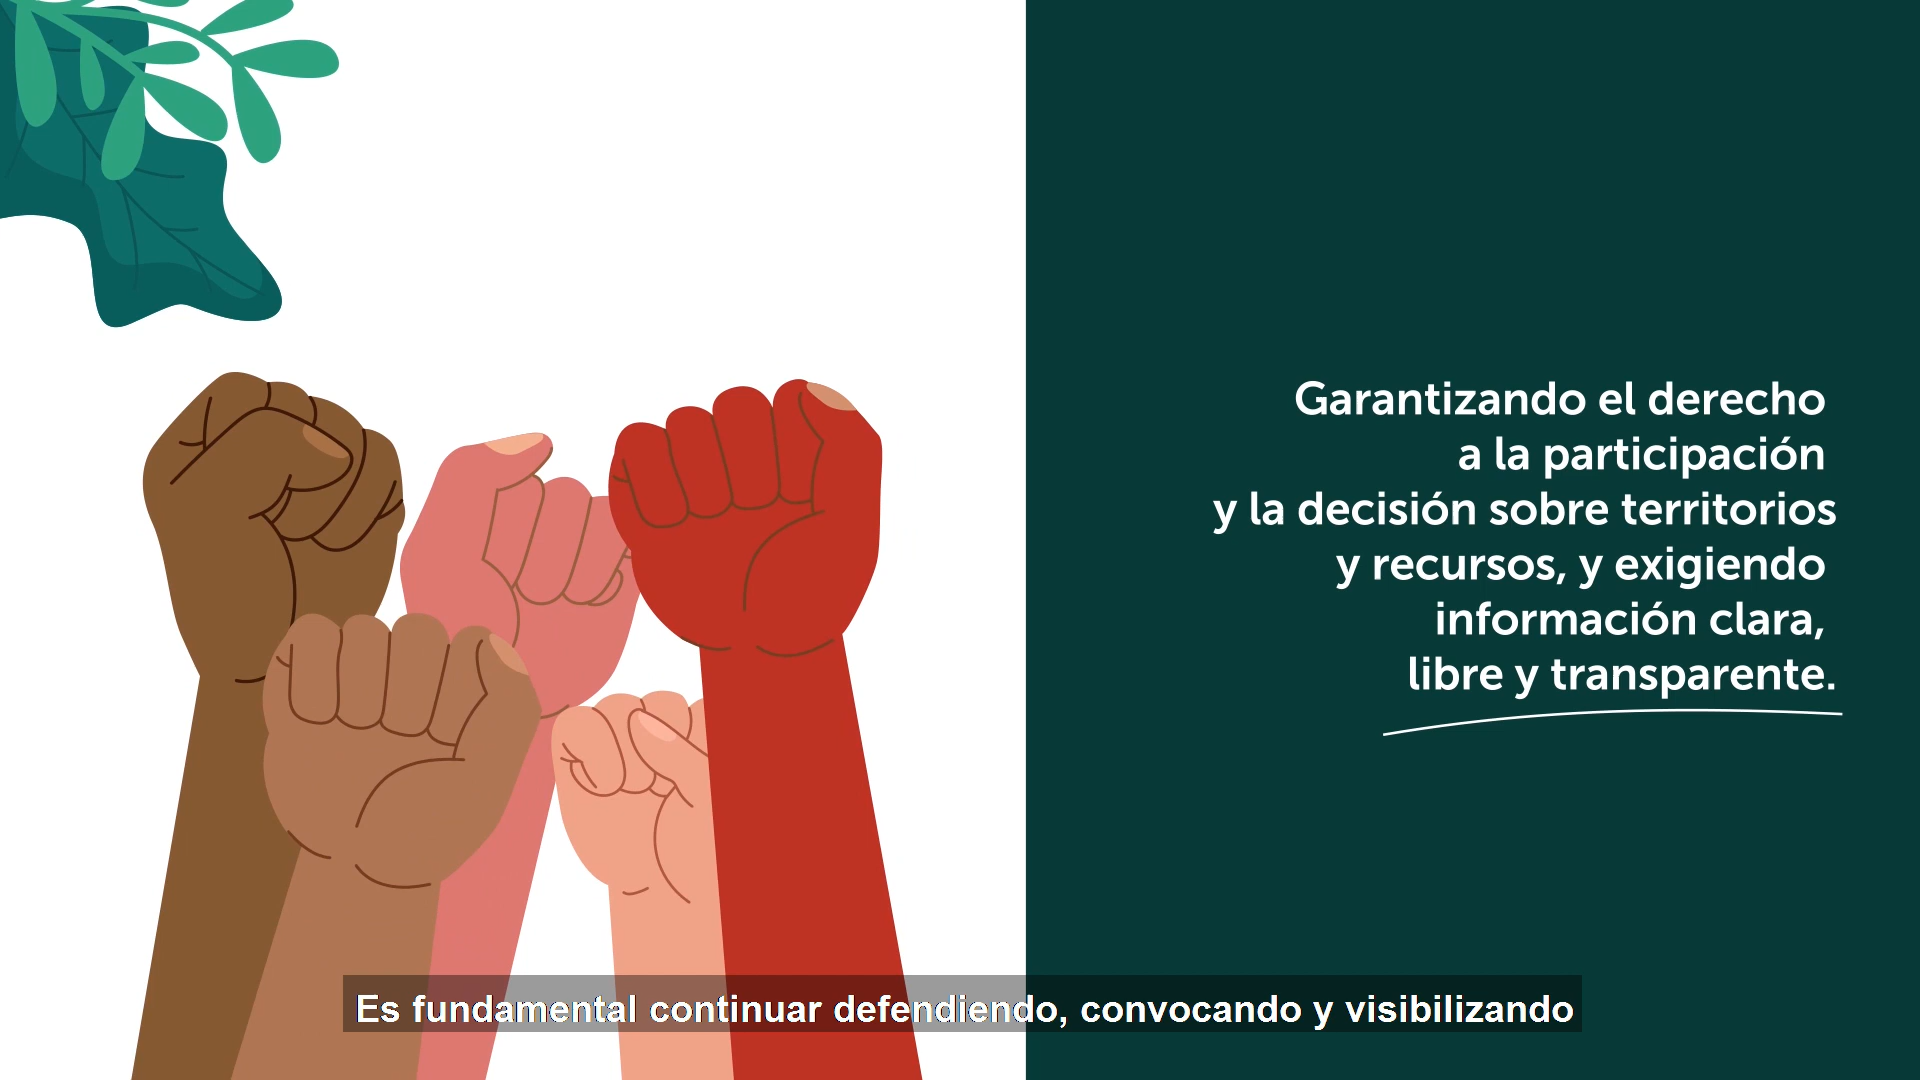 Garantizando el derecho
a la participación
y la decisión sobre territorios
y recursos, y exigiendo
información clara,
libre y transparente.
Es fundamental continuar defendiendo, convocando y visibilizando